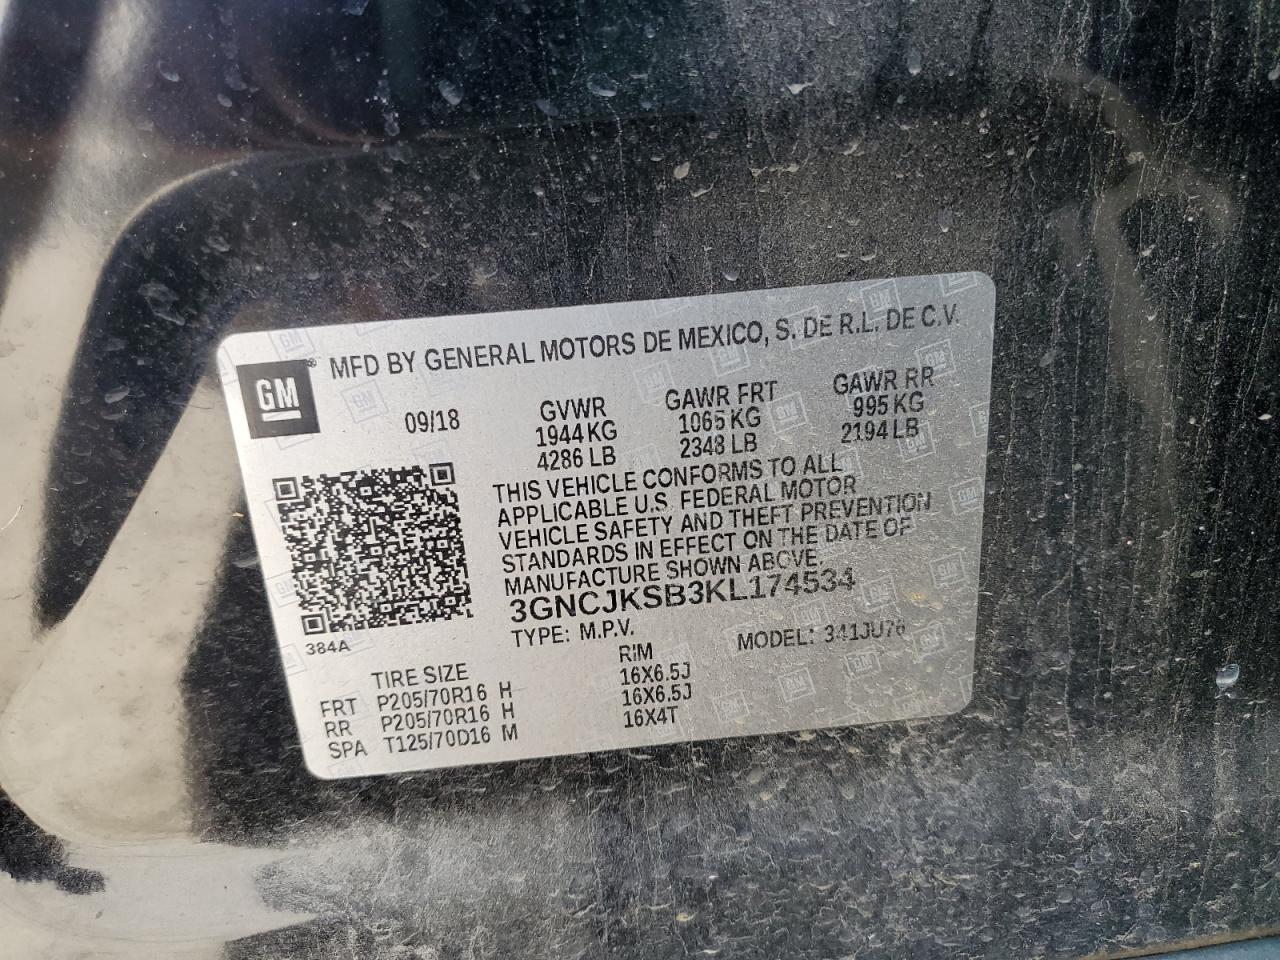 GM
MFD BY GENERAL MOTORS DE MEXICO, S. DE R.L. DE C.V.
09/18 GVWR GAWR FRT GAWR RR
1944 KG 1065 KG 995 KG
4286 LB 2348 LB 2194 LB
THIS VEHICLE CONFORMS TO ALL
APPLICABLE U.S. FEDERAL MOTOR
VEHICLE SAFETY AND THEFT PREVENTION
STANDARDS IN EFFECT ON THE DATE OF
MANUFACTURE SHOWN ABOVE.
3GNCJKSB3KL174534
384A
TYPE: M.P.V. MODEL: 341JU76
TIRE SIZE RIM
FRT P205/70R16 H 16X6.5J
RR P205/70R16 H 16X6.5J
SPA T125/70D16 M 16X4T